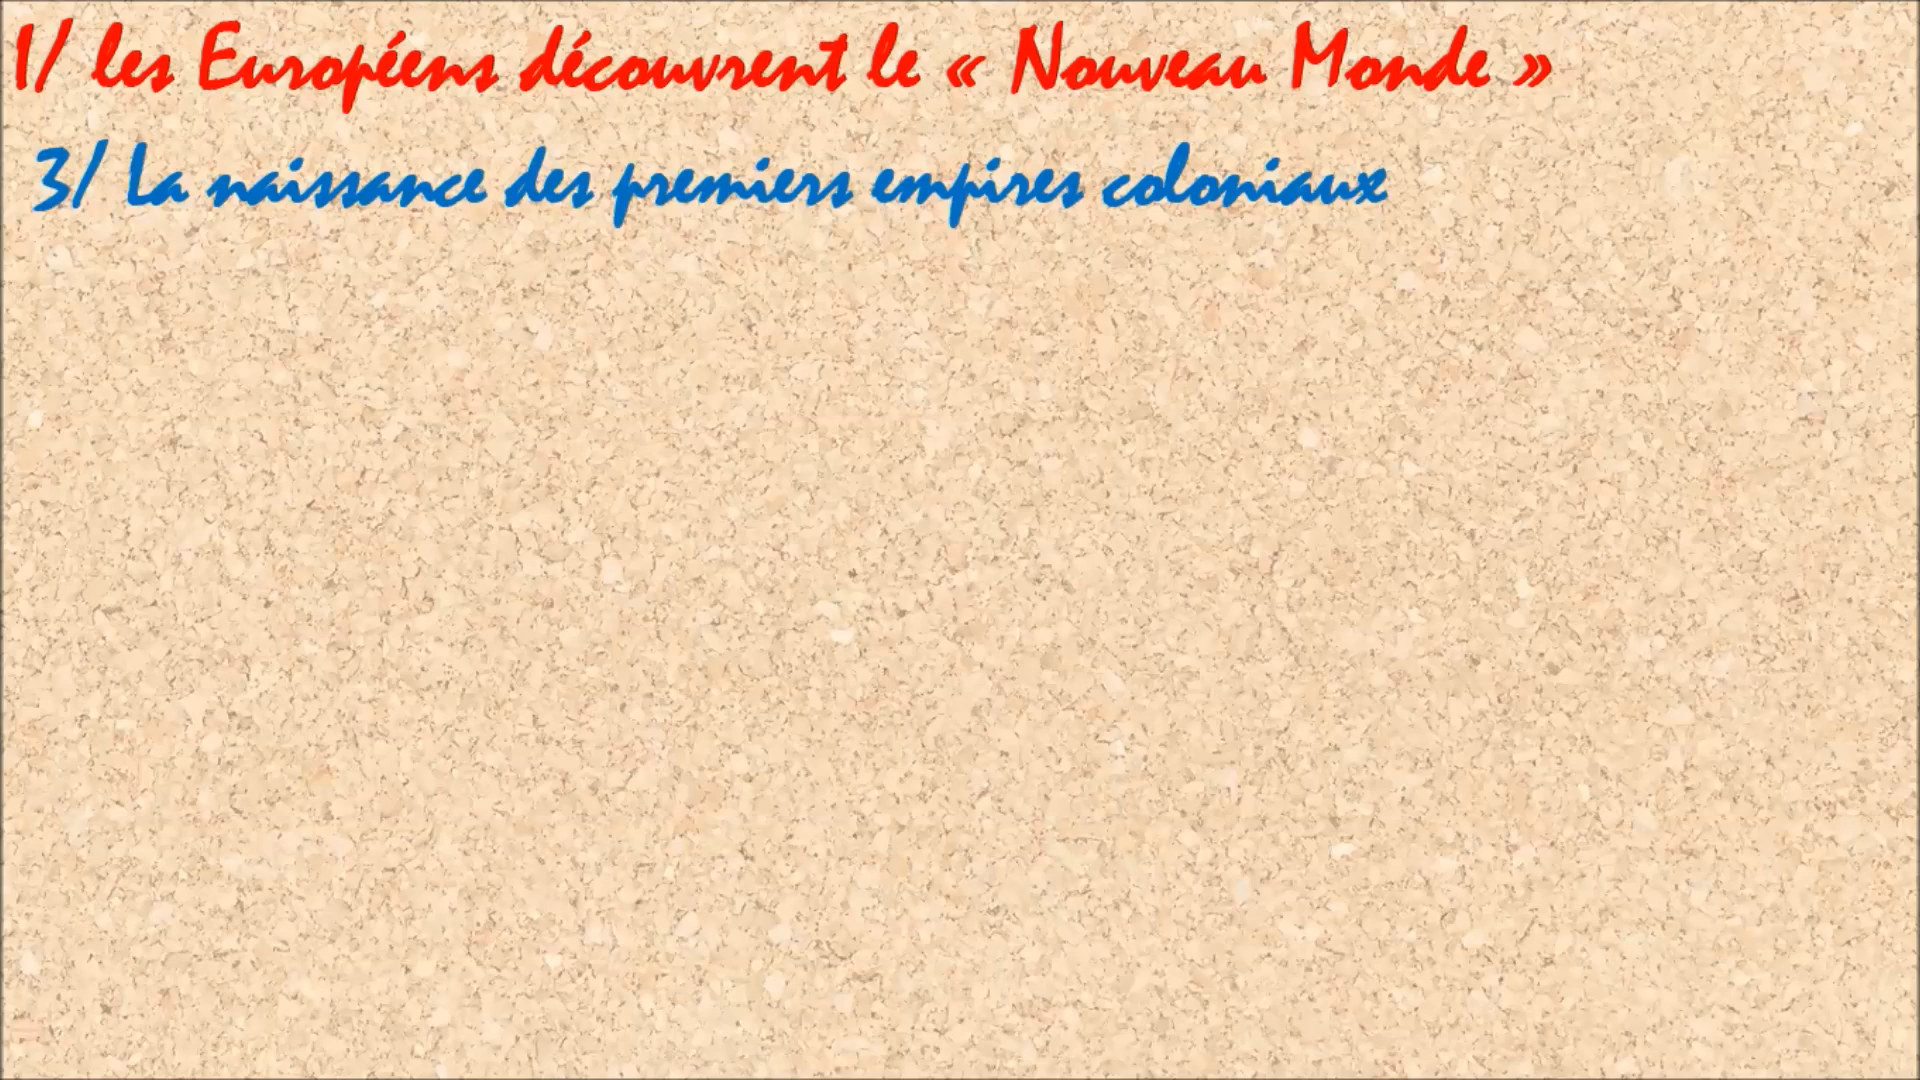 1/ les Européens découvrent le « Nouveau Monde »
3/ La naissance des premiers empires coloniaux